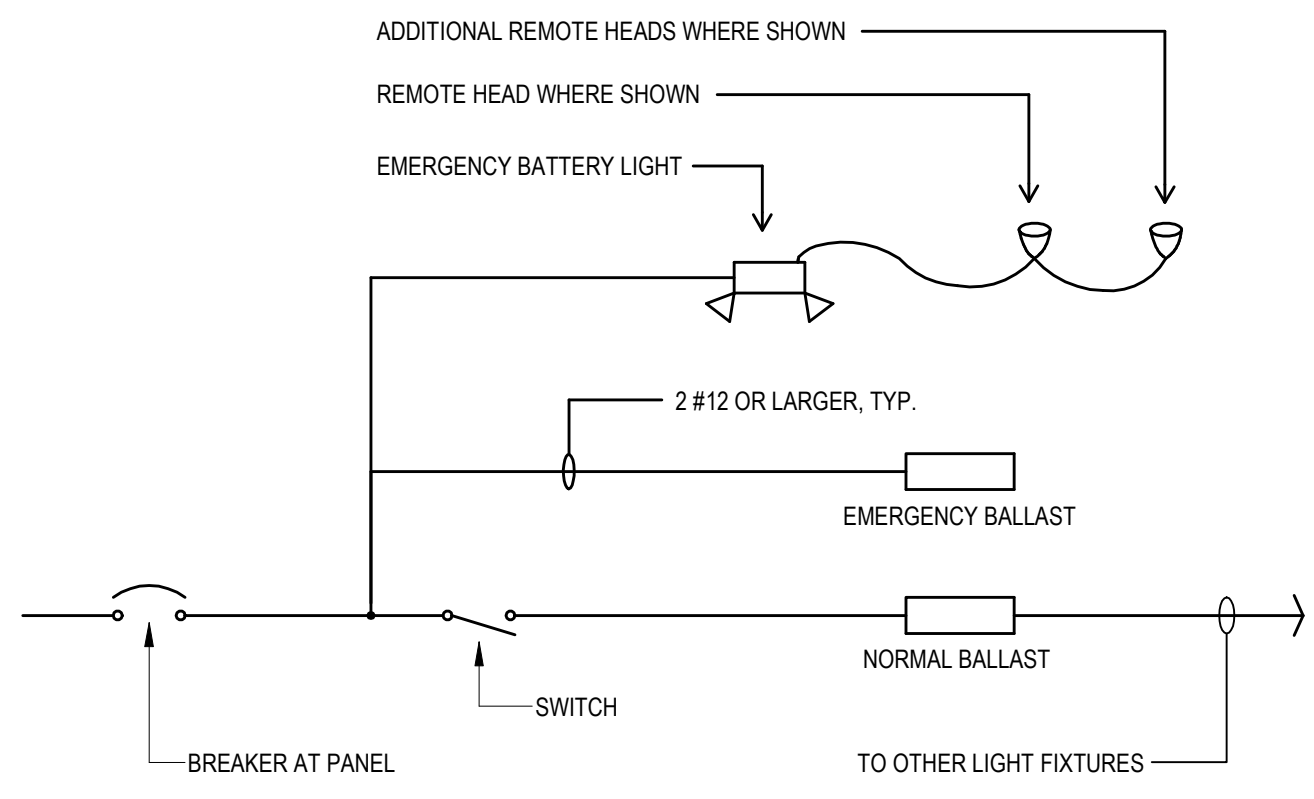 ADDITIONAL REMOTE HEADS WHERE SHOWN
REMOTE HEAD WHERE SHOWN
EMERGENCY BATTERY LIGHT
2 #12 OR LARGER, TYP.
EMERGENCY BALLAST
NORMAL BALLAST
SWITCH
BREAKER AT PANEL
TO OTHER LIGHT FIXTURES